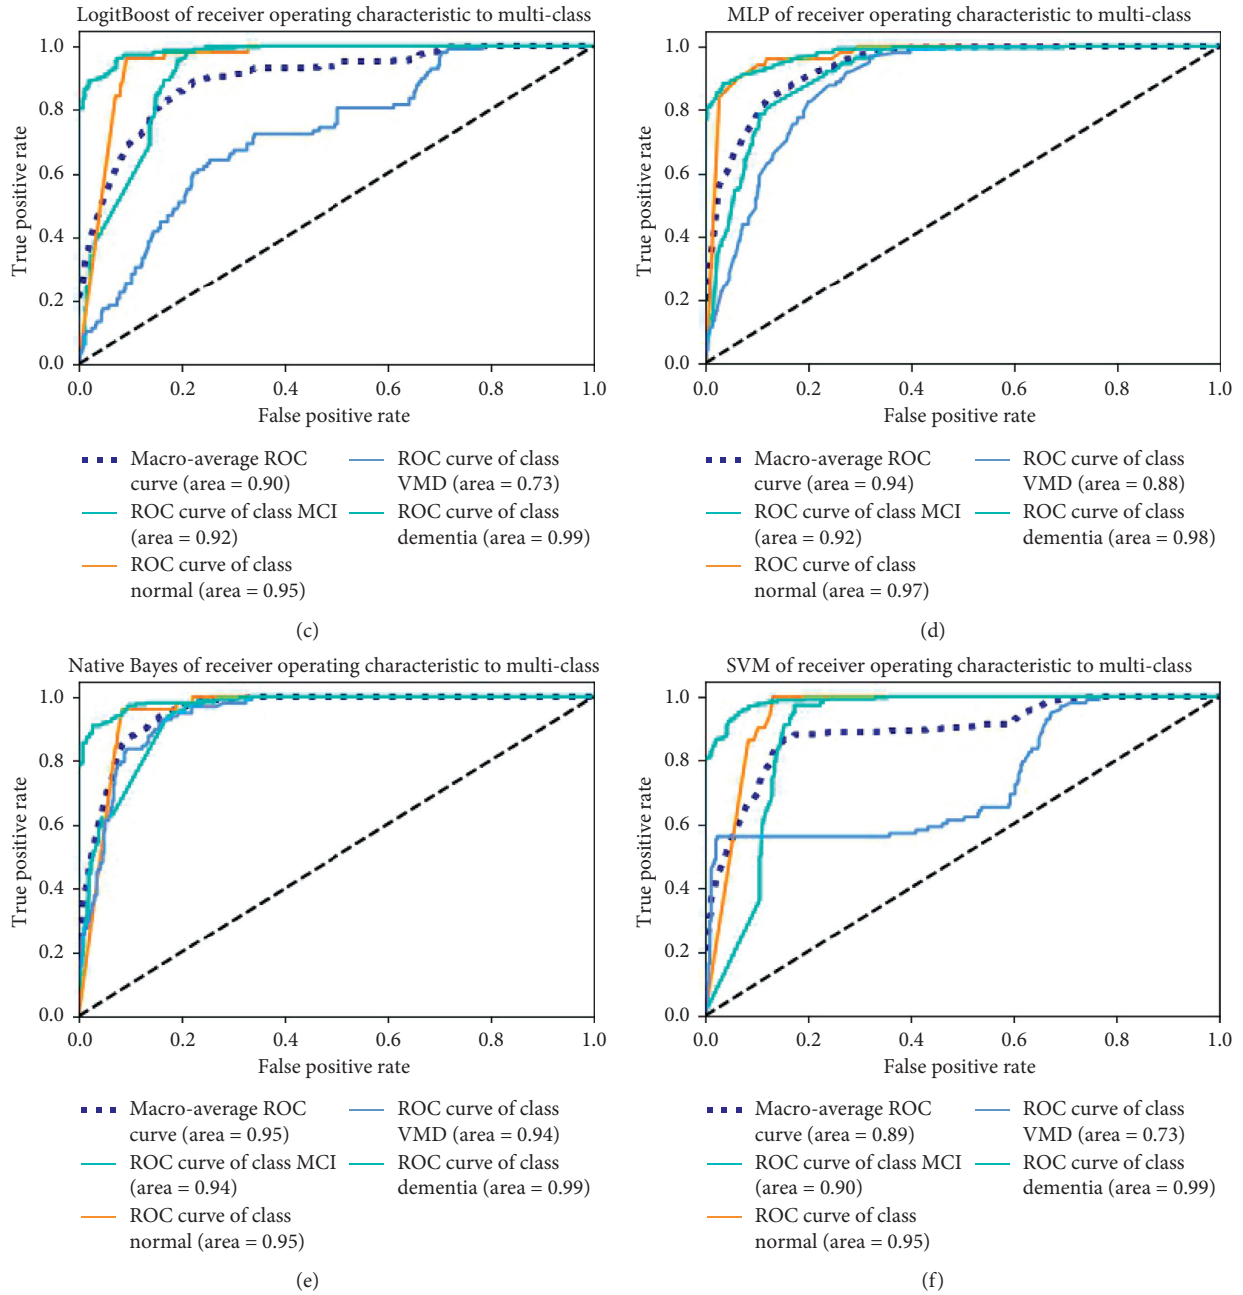 LogitBoost of receiver operating characteristic to multi-class
1.0
0.8
0.6
0.4
0.2
0.0
True positive rate
0.0 0.2 0.4 0.6 0.8 1.0
False positive rate
Macro-average ROC
curve (area = 0.90)
ROC curve of class MCI
(area = 0.92)
ROC curve of class
normal (area = 0.95)
ROC curve of class
VMD (area = 0.73)
ROC curve of class
dementia (area = 0.99)
(c)
MLP of receiver operating characteristic to multi-class
1.0
0.8
0.6
0.4
0.2
0.0
True positive rate
0.0 0.2 0.4 0.6 0.8 1.0
False positive rate
Macro-average ROC
curve (area = 0.94)
ROC curve of class MCI
(area = 0.92)
ROC curve of class
normal (area = 0.97)
ROC curve of class
VMD (area = 0.88)
ROC curve of class
dementia (area = 0.98)
(d)
Native Bayes of receiver operating characteristic to multi-class
1.0
0.8
0.6
0.4
0.2
0.0
True positive rate
0.0 0.2 0.4 0.6 0.8 1.0
False positive rate
Macro-average ROC
curve (area = 0.95)
ROC curve of class MCI
(area = 0.94)
ROC curve of class
normal (area = 0.95)
ROC curve of class
VMD (area = 0.94)
ROC curve of class
dementia (area = 0.99)
(e)
SVM of receiver operating characteristic to multi-class
1.0
0.8
0.6
0.4
0.2
0.0
True positive rate
0.0 0.2 0.4 0.6 0.8 1.0
False positive rate
Macro-average ROC
curve (area = 0.89)
ROC curve of class MCI
(area = 0.90)
ROC curve of class
normal (area = 0.95)
ROC curve of class
VMD (area = 0.73)
ROC curve of class
dementia (area = 0.99)
(f)